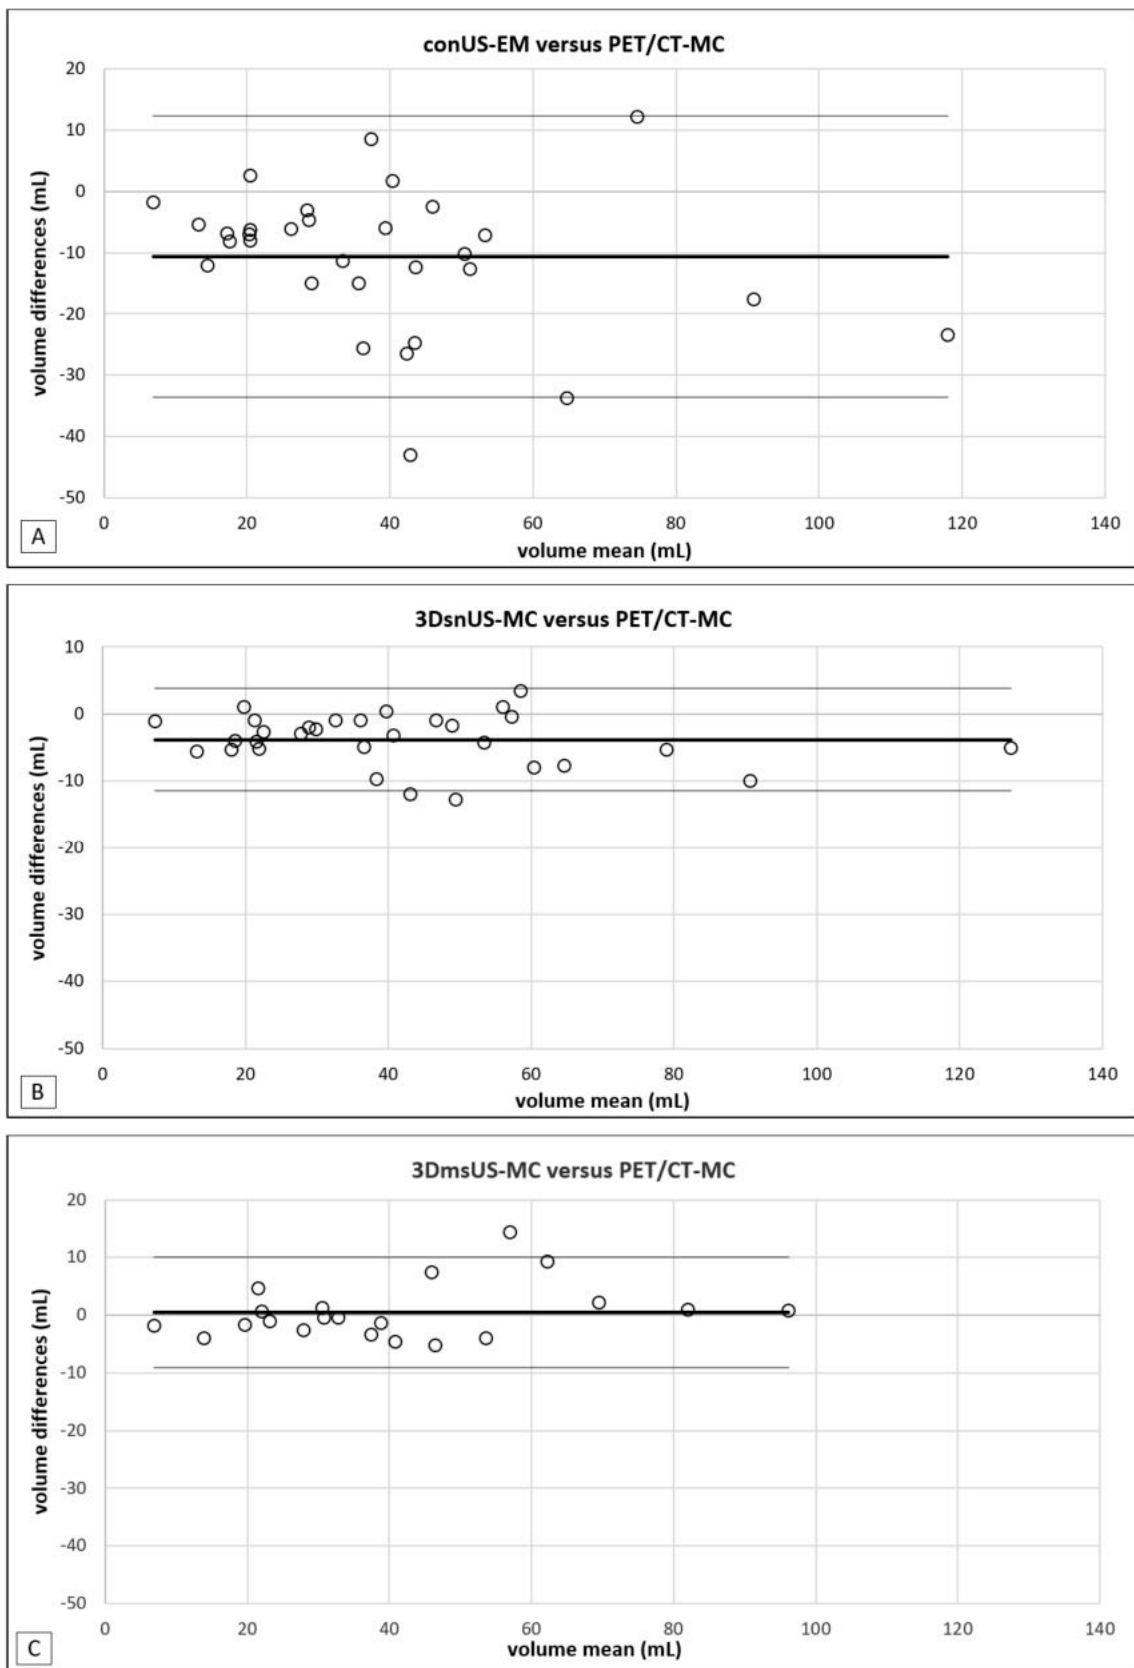 conUS-EM versus PET/CT-MC
20
10
0
-10
-20
-30
-40
-50
volume differences (mL)
0 20 40 60 80 100 120 140
volume mean (mL)
A
3DsnUS-MC versus PET/CT-MC
10
0
-10
-20
-30
-40
-50
volume differences (mL)
0 20 40 60 80 100 120 140
volume mean (mL)
B
3DmsUS-MC versus PET/CT-MC
20
10
0
-10
-20
-30
-40
-50
volume differences (mL)
0 20 40 60 80 100 120 140
volume mean (mL)
C